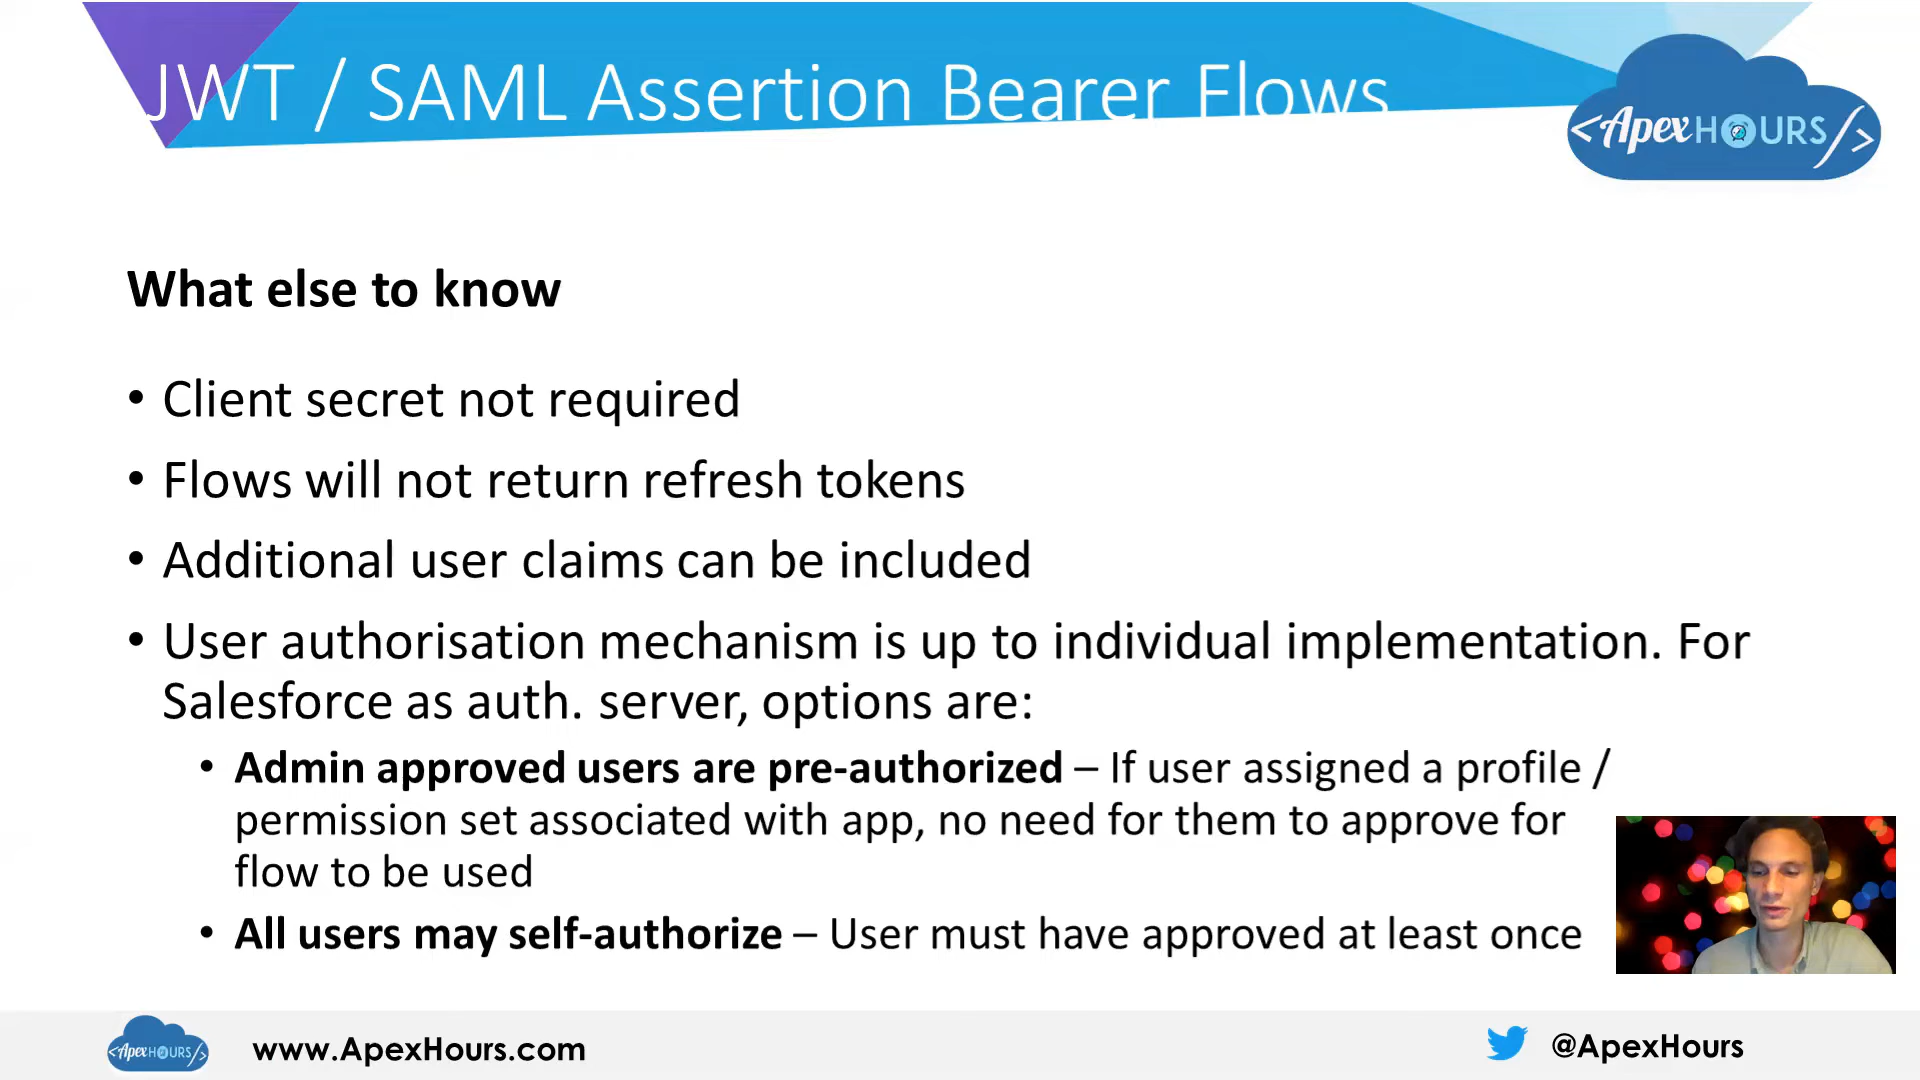 JWT / SAML Assertion Bearer Flows
<ApexHOURS/>
What else to know
• Client secret not required
• Flows will not return refresh tokens
• Additional user claims can be included
• User authorisation mechanism is up to individual implementation. For
Salesforce as auth. server, options are:
• Admin approved users are pre-authorized – If user assigned a profile /
permission set associated with app, no need for them to approve for
flow to be used
• All users may self-authorize – User must have approved at least once
<ApexHOURS/>
www.ApexHours.com
@ApexHours